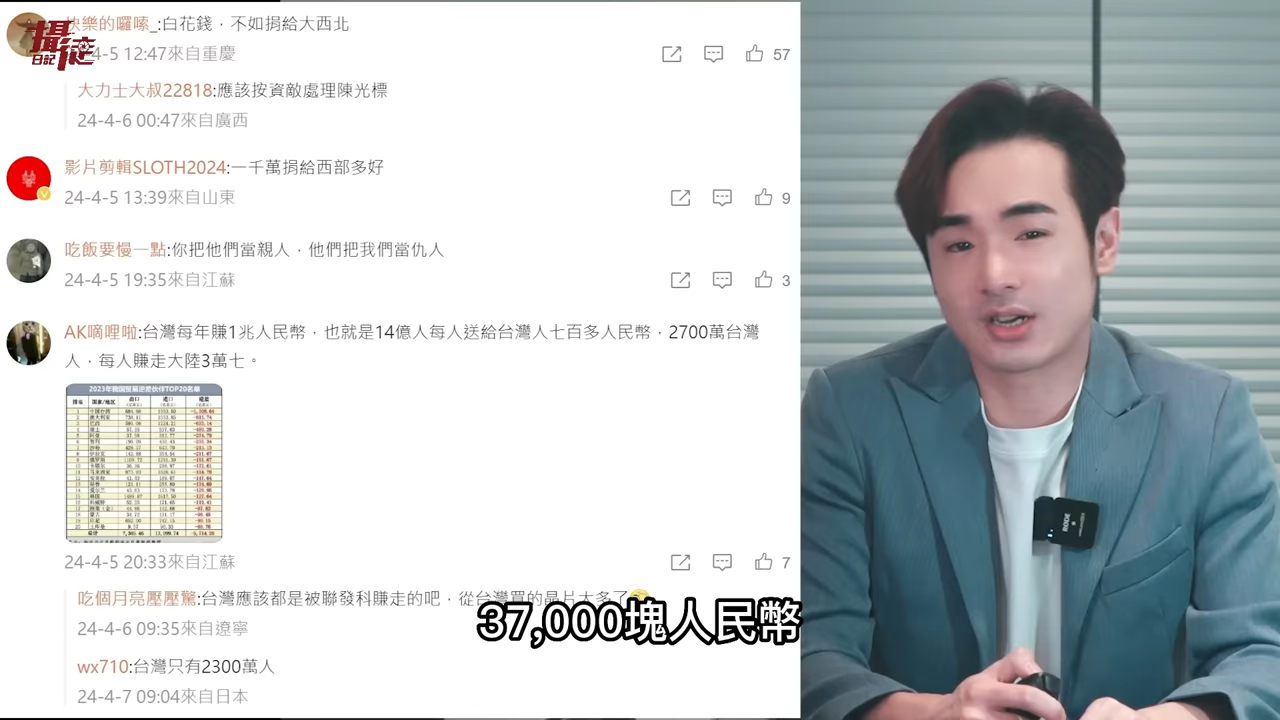 快樂的囉嗦_:白花錢，不如捐給大西北
攝徒
日記
24-4-5 12:47來自重慶
57
大力士大叔22818:應該按資敵處理陳光標
24-4-6 00:47來自廣西
影片剪輯SLOTH2024:一千萬捐給西部多好
24-4-5 13:39來自山東
9
吃飯要慢一點:你把他們當親人，他們把我們當仇人
24-4-5 19:35來自江蘇
3
AK嘀哩啦:台灣每年賺1兆人民幣，也就是14億人每人送給台灣人七百多人民幣，2700萬台灣
人，每人賺走大陸3萬七。
24-4-5 20:33來自江蘇
7
吃個月亮壓壓驚:台灣應該都是被聯發科賺走的吧，從台灣買的晶片太多了
24-4-6 09:35來自遼寧
37,000塊人民幣
wx710:台灣只有2300萬人
24-4-7 09:04來自日本
RODE